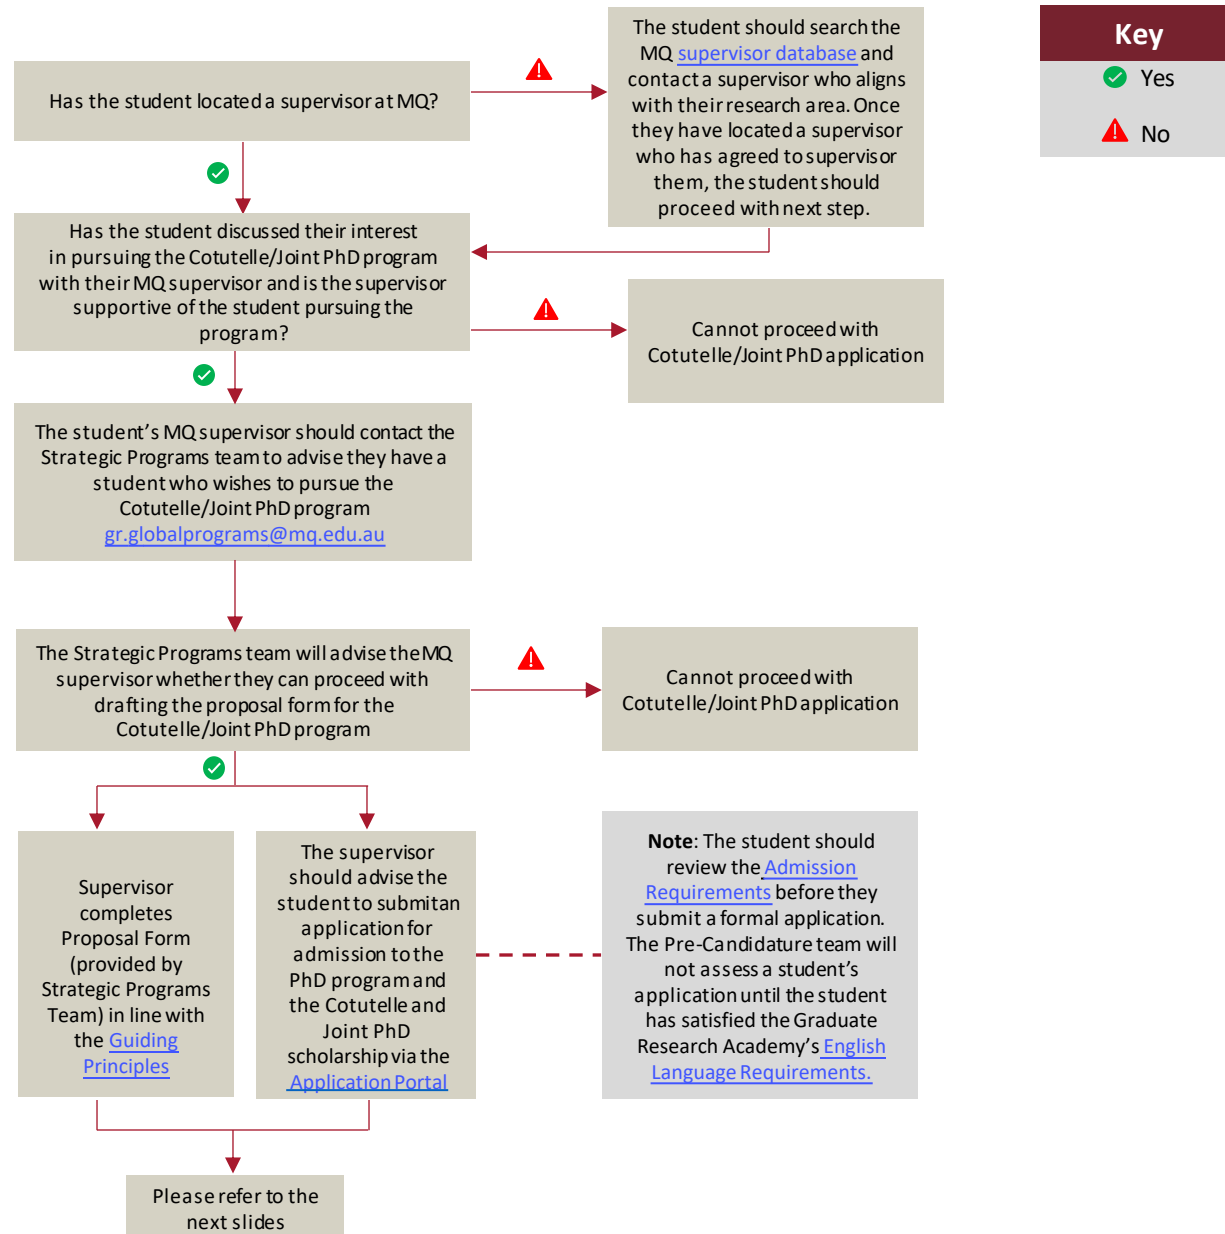 Has the student located a supervisor at MQ?
The student should search the
MQ supervisor database and
contact a supervisor who aligns
with their research area. Once
they have located a supervisor
who has agreed to supervisor
them, the student should
proceed with next step.
Key
Yes
No
Has the student discussed their interest
in pursuing the Cotutelle/Joint PhD program
with their MQ supervisor and is the supervisor
supportive of the student pursuing the
program?
Cannot proceed with
Cotutelle/Joint PhD application
The student's MQ supervisor should contact the
Strategic Programs team to advise they have a
student who wishes to pursue the
Cotutelle/Joint PhD program
gr.globalprograms@mq.edu.au
The Strategic Programs team will advise the MQ
supervisor whether they can proceed with
drafting the proposal form for the
Cotutelle/Joint PhD program
Cannot proceed with
Cotutelle/Joint PhD application
Supervisor
completes
Proposal Form
(provided by
Strategic Programs
Team) in line with
the Guiding
Principles
The supervisor
should advise the
student to submit an
application for
admission to the
PhD program and
the Cotutelle and
Joint PhD
scholarship via the
Application Portal
Note: The student should
review the Admission
Requirements before they
submit a formal application.
The Pre-Candidature team will
not assess a student's
application until the student
has satisfied the Graduate
Research Academy's English
Language Requirements.
Please refer to the
next slides